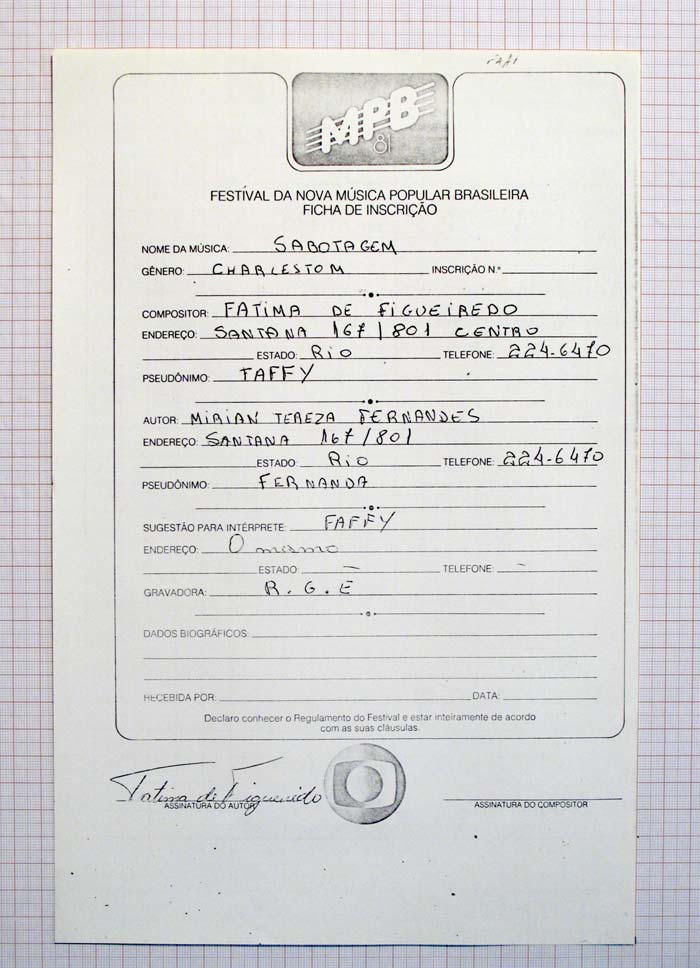 MPB
81
FESTÍVAL DA NOVA MÚSICA POPULAR BRASILEIRA
FICHA DE INSCRIÇÃO
NOME DA MÚSICA: SABOTAGEM
GÊNERO: CHARLESTOM INSCRIÇÃO N.º
COMPOSITOR: FATIMA DE FIGUEIREDO
ENDEREÇO: SANTANA 167/801 CENTRO
ESTADO: RIO TELEFONE: 224-6470
PSEUDÔNIMO: TAFFY
AUTOR: MIRIAN TEREZA FERNANDES
ENDEREÇO: SANTANA 167/801
ESTADO: RIO TELEFONE: 224-6470
PSEUDÔNIMO: FERNANDA
SUGESTÃO PARA INTÉRPRETE: FAFFY
ENDEREÇO: O mesmo
ESTADO: — TELEFONE: —
GRAVADORA: R.G.E
DADOS BIOGRÁFICOS:
RECEBIDA POR: DATA:
Declaro conhecer o Regulamento do Festival e estar inteiramente de acordo
com as suas cláusulas.
Fatima de Figueiredo
ASSINATURA DO AUTOR ASSINATURA DO COMPOSITOR